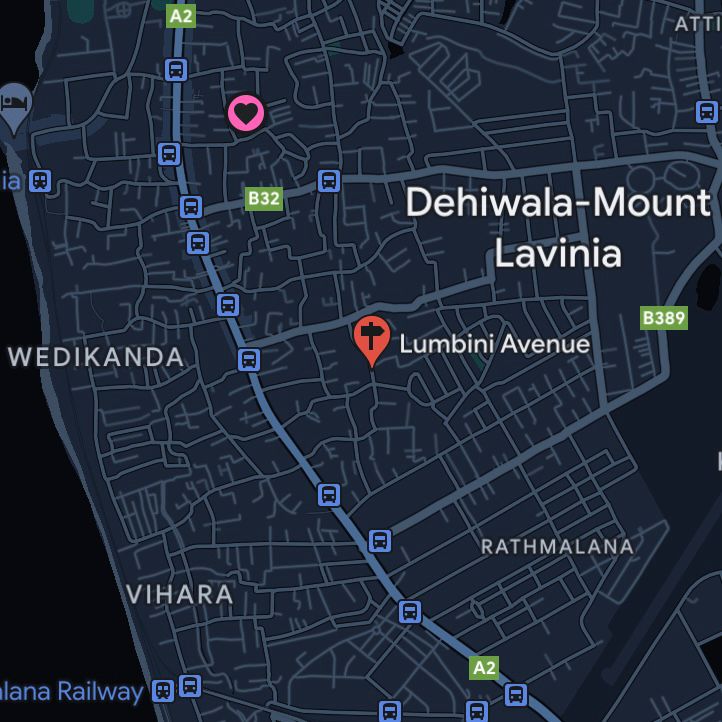 A2
ATTI
ia
B32
Dehiwala-Mount
Lavinia
B389
WEDIKANDA
Lumbini Avenue
RATHMALANA
VIHARA
A2
alana Railway